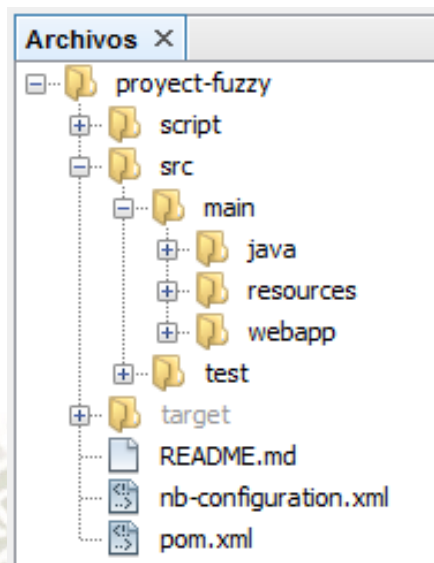 Archivos
proyect-fuzzy
script
src
main
java
resources
webapp
test
target
README.md
nb-configuration.xml
pom.xml